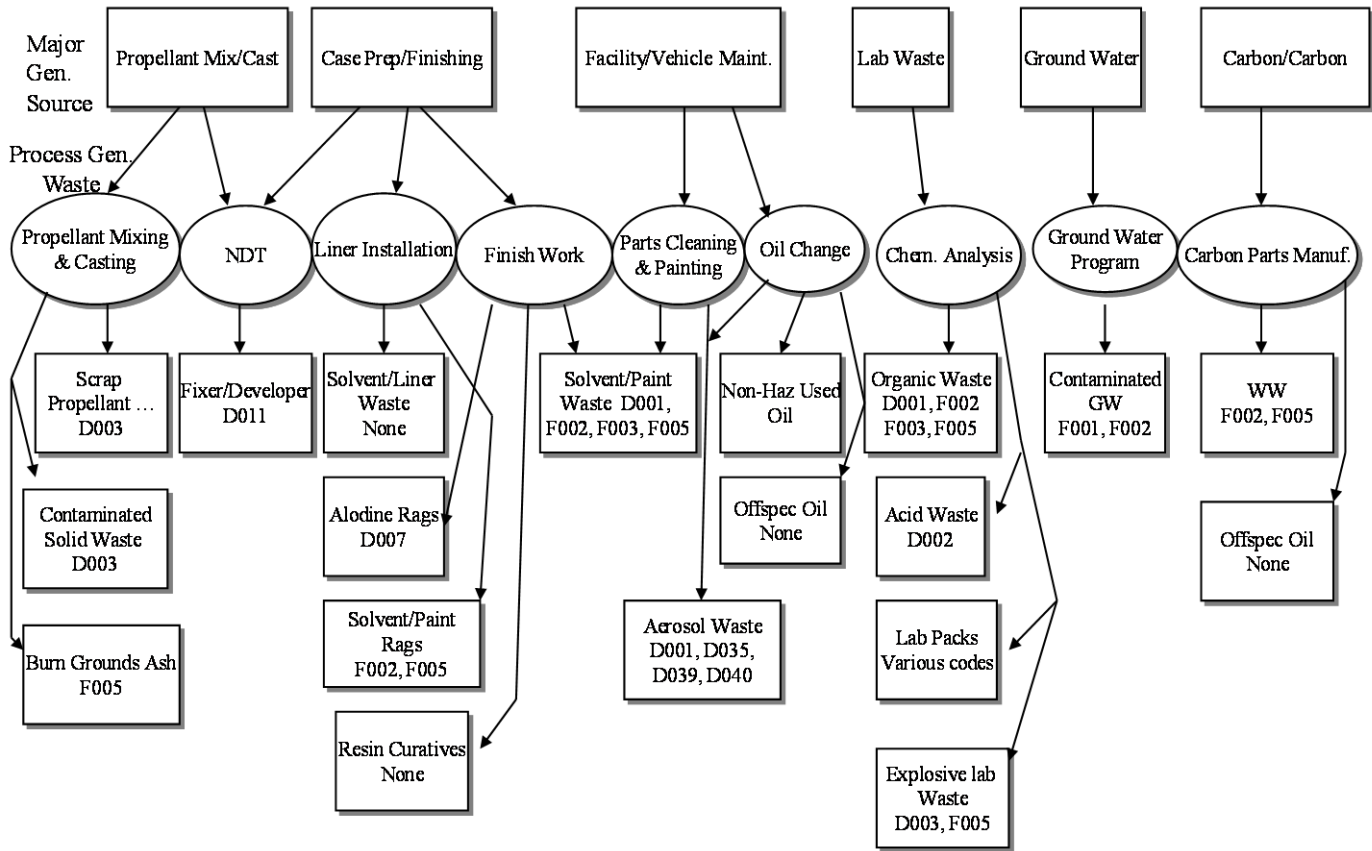 Major
Gen.
Source
Propellant Mix/Cast
Case Prep/Finishing
Facility/Vehicle Maint.
Lab Waste
Ground Water
Carbon/Carbon
Process Gen.
Waste
Propellant Mixing
& Casting
NDT
Liner Installation
Finish Work
Parts Cleaning
& Painting
Oil Change
Chem. Analysis
Ground Water
Program
Carbon Parts Manuf.
Scrap
Propellant …
D003
Fixer/Developer
D011
Solvent/Liner
Waste
None
Solvent/Paint
Waste D001,
F002, F003, F005
Non-Haz Used
Oil
Organic Waste
D001, F002
F003, F005
Contaminated
GW
F001, F002
WW
F002, F005
Contaminated
Solid Waste
D003
Alodine Rags
D007
Offspec Oil
None
Acid Waste
D002
Offspec Oil
None
Burn Grounds Ash
F005
Solvent/Paint
Rags
F002, F005
Aerosol Waste
D001, D035,
D039, D040
Lab Packs
Various codes
Resin Curatives
None
Explosive lab
Waste
D003, F005